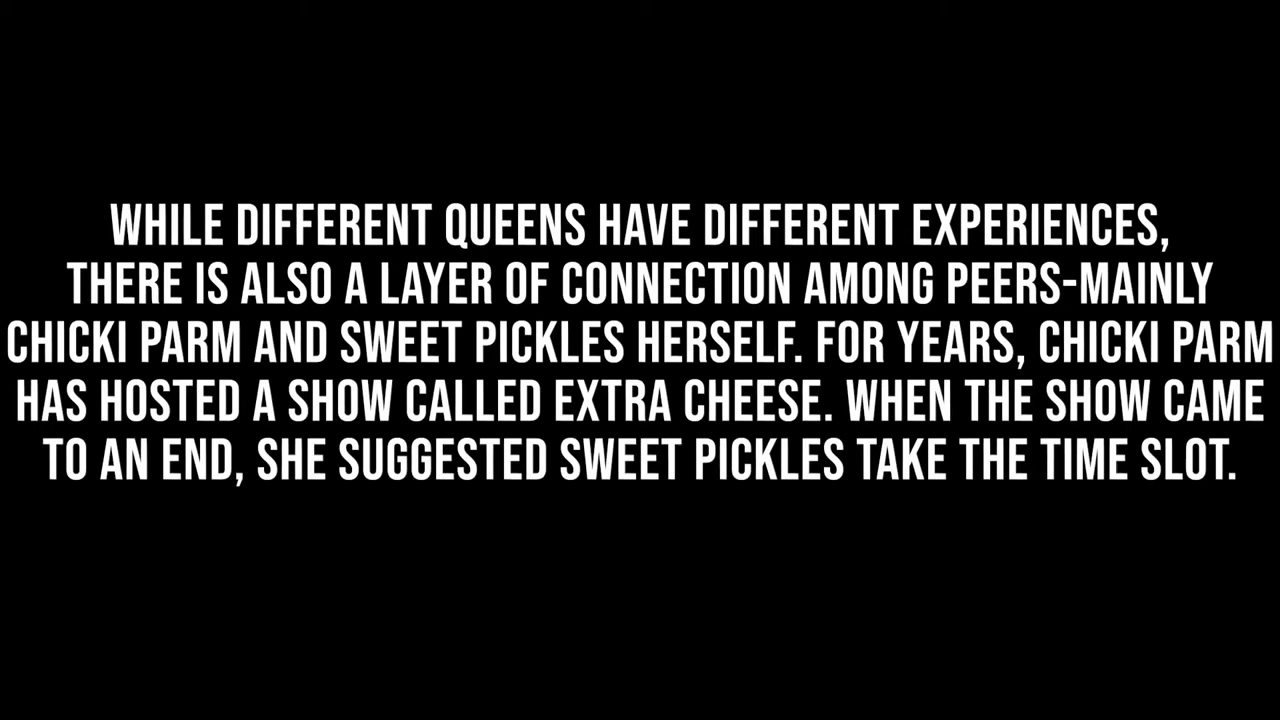 WHILE DIFFERENT QUEENS HAVE DIFFERENT EXPERIENCES,
THERE IS ALSO A LAYER OF CONNECTION AMONG PEERS-MAINLY
CHICKI PARM AND SWEET PICKLES HERSELF. FOR YEARS, CHICKI PARM
HAS HOSTED A SHOW CALLED EXTRA CHEESE. WHEN THE SHOW CAME
TO AN END, SHE SUGGESTED SWEET PICKLES TAKE THE TIME SLOT.